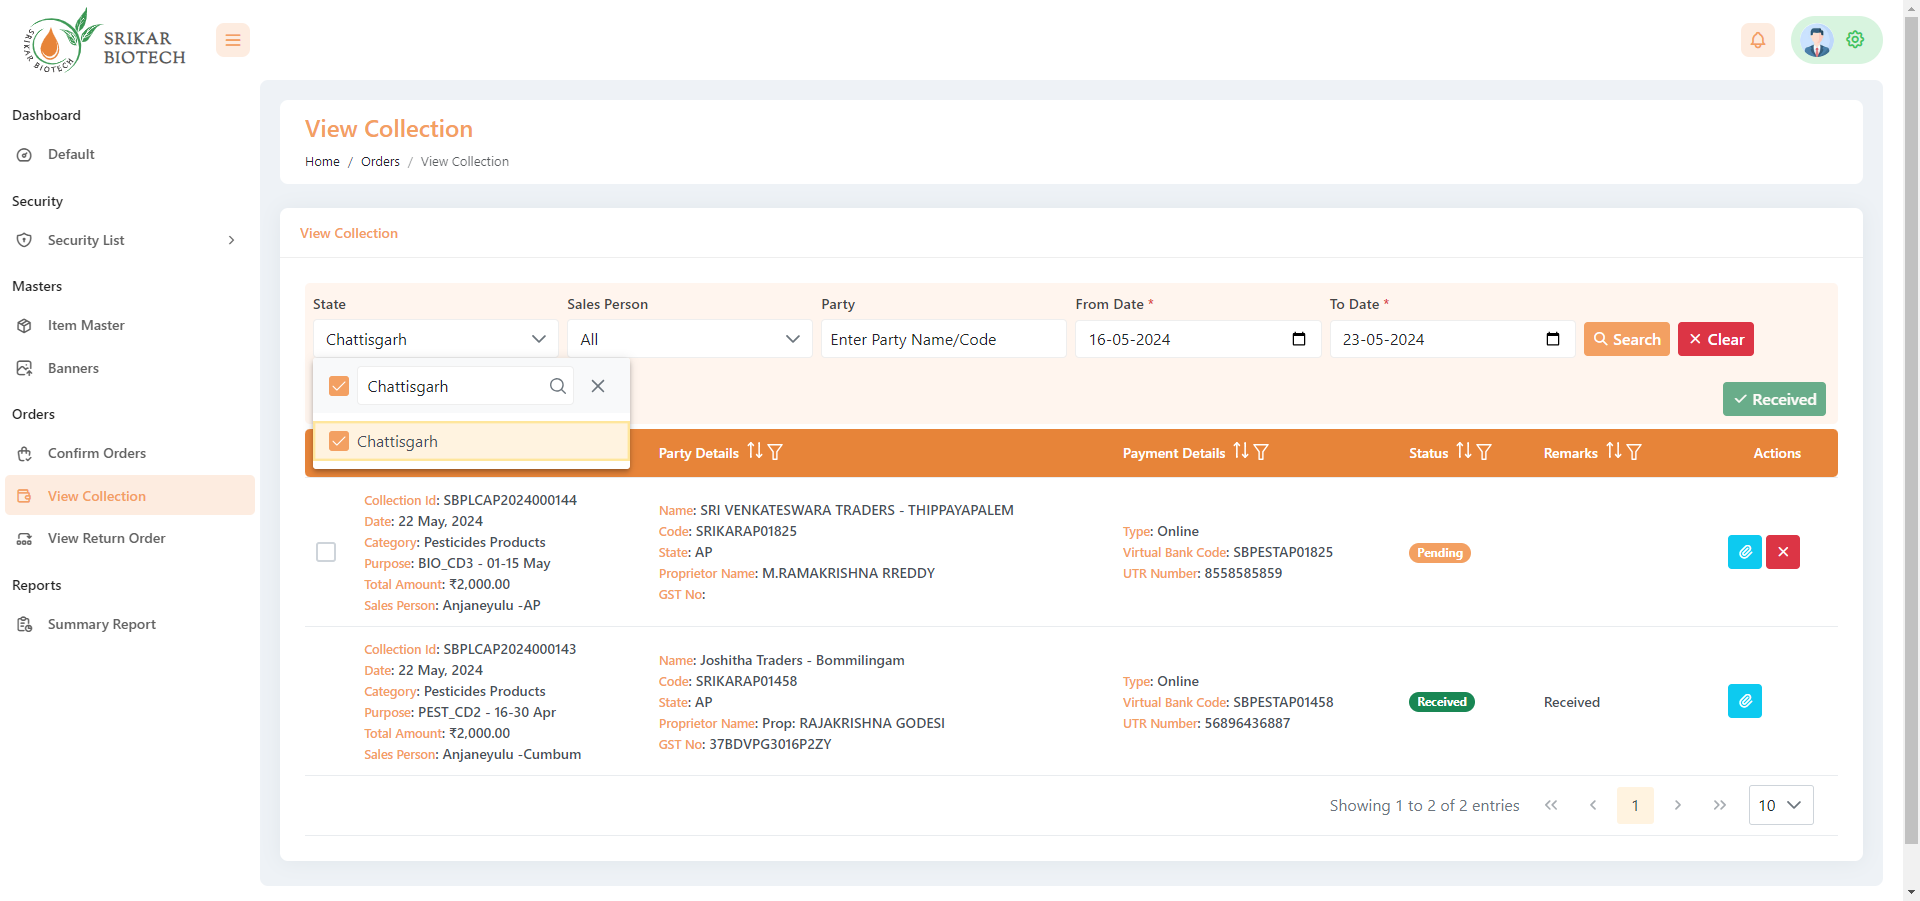 SRIKAR BIOTECH
SRIKAR
BIOTECH
Dashboard
Default
Security
Security List
Masters
Item Master
Banners
Orders
Confirm Orders
View Collection
View Return Order
Reports
Summary Report
View Collection
Home / Orders / View Collection
View Collection
State
Sales Person
Party
From Date *
To Date *
Chattisgarh
All
Enter Party Name/Code
16-05-2024
23-05-2024
Search
Clear
Chattisgarh
Received
Chattisgarh
Party Details
Payment Details
Status
Remarks
Actions
Collection Id: SBPLCAP2024000144
Date: 22 May, 2024
Category: Pesticides Products
Purpose: BIO_CD3 - 01-15 May
Total Amount: ₹2,000.00
Sales Person: Anjaneyulu -AP
Name: SRI VENKATESWARA TRADERS - THIPPAYAPALEM
Code: SRIKARAP01825
State: AP
Proprietor Name: M.RAMAKRISHNA RREDDY
GST No:
Type: Online
Virtual Bank Code: SBPESTAP01825
UTR Number: 8558585859
Pending
Collection Id: SBPLCAP2024000143
Date: 22 May, 2024
Category: Pesticides Products
Purpose: PEST_CD2 - 16-30 Apr
Total Amount: ₹2,000.00
Sales Person: Anjaneyulu -Cumbum
Name: Joshitha Traders - Bommilingam
Code: SRIKARAP01458
State: AP
Proprietor Name: Prop: RAJAKRISHNA GODESI
GST No: 37BDVPG3016P2ZY
Type: Online
Virtual Bank Code: SBPESTAP01458
UTR Number: 56896436887
Received
Received
Showing 1 to 2 of 2 entries
1
10